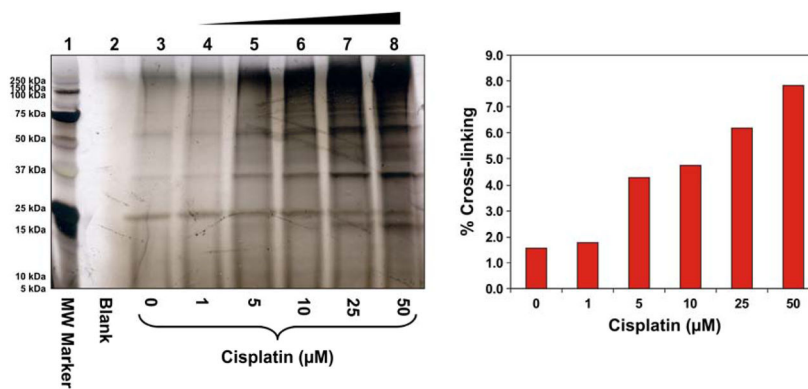 1 2 3 4 5 6 7 8
250 kDa
150 kDa
100 kDa
75 kDa
50 kDa
37 kDa
25 kDa
15 kDa
10 kDa
5 kDa
MW Marker
Blank
0 1 5 10 25 50
Cisplatin (µM)
9.0
8.0
7.0
6.0
5.0
4.0
3.0
2.0
1.0
0.0
% Cross-linking
0 1 5 10 25 50
Cisplatin (µM)